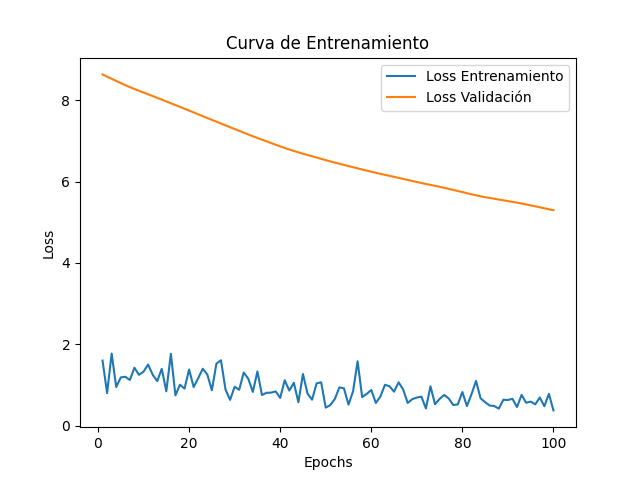 Curva de Entrenamiento
Loss Entrenamiento
Loss Validación
Loss
8
6
4
2
0
0 20 40 60 80 100
Epochs